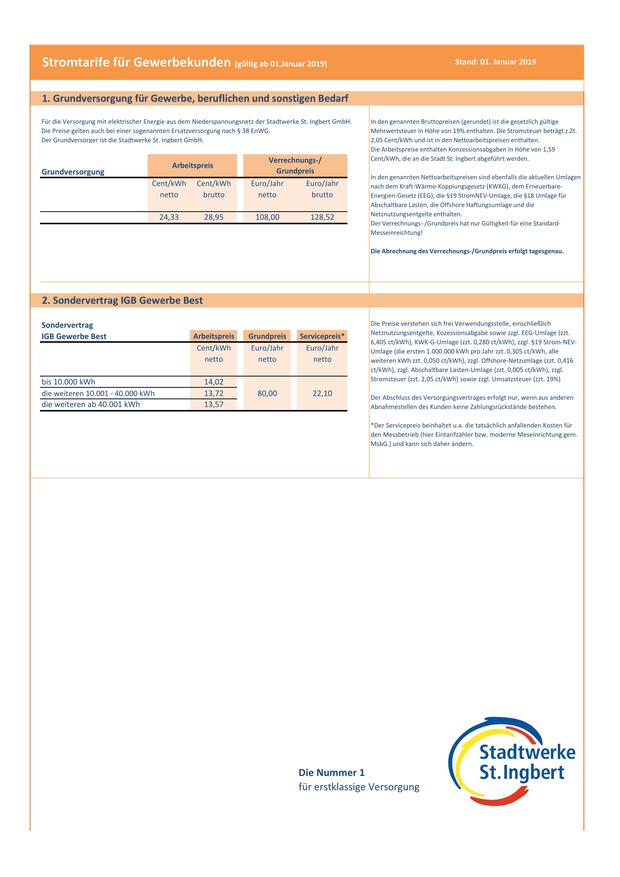 Stromtarife für Gewerbekunden (gültig ab 01.Januar 2019)
Stand: 01. Januar 2019
1. Grundversorgung für Gewerbe, beruflichen und sonstigen Bedarf
Für die Versorgung mit elektrischer Energie aus dem Niederspannungsnetz der Stadtwerke St. Ingbert GmbH.
Die Preise gelten auch bei einer sogenannten Ersatzversorgung nach § 38 EnWG.
Der Grundversorger ist die Stadtwerke St. Ingbert GmbH.
Grundversorgung
Arbeitspreis
Verrechnungs-/
Grundpreis
Cent/kWh Cent/kWh Euro/Jahr Euro/Jahr
netto brutto netto brutto
24,33 28,95 108,00 128,52
In den genannten Bruttopreisen (gerundet) ist die gesetzlich gültige
Mehrwertsteuer in Höhe von 19% enthalten. Die Stromsteuer beträgt z.Zt.
2,05 Cent/kWh und ist in den Nettoarbeitspreisen enthalten.
Die Arbeitspreise enthalten Konzessionsabgaben in Höhe von 1,59
Cent/kWh, die an die Stadt St. Ingbert abgeführt werden.
In den genannten Nettoarbeitspreisen sind ebenfalls die aktuellen Umlagen
nach dem Kraft-Wärme-Kopplungsgesetz (KWKG), dem Erneuerbare-
Energien-Gesetz (EEG), die §19 StromNEV-Umlage, die §18 Umlage für
Abschaltbare Lasten, die Offshore Haftungsumlage und die
Netznutzungsentgelte enthalten.
Der Verrechnungs- /Grundpreis hat nur Gültigkeit für eine Standard-
Messeinreichtung!
Die Abrechnung des Verrechnungs-/Grundpreis erfolgt tagesgenau.
2. Sondervertrag IGB Gewerbe Best
Sondervertrag
IGB Gewerbe Best Arbeitspreis Grundpreis Servicepreis*
Cent/kWh Euro/Jahr Euro/Jahr
netto netto netto
bis 10.000 kWh 14,02
die weiteren 10.001 - 40.000 kWh 13,72 80,00 22,10
die weiteren ab 40.001 kWh 13,57
Die Preise verstehen sich frei Verwendungsstelle, einschließlich
Netznutzungsentgelte, Kozessionsabgabe sowie zzgl. EEG-Umlage (zzt.
6,405 ct/kWh), KWK-G-Umlage (zzt. 0,280 ct/kWh), zzgl. §19 Strom-NEV-
Umlage (die ersten 1.000.000 kWh pro Jahr zzt. 0,305 ct/kWh, alle
weiteren kWh zzt. 0,050 ct/kWh), zzgl. Offshore-Netzumlage (zzt. 0,416
ct/kWh), zzgl. Abschaltbare Lasten-Umlage (zzt. 0,005 ct/kWh), zzgl.
Stromsteuer (zzt. 2,05 ct/kWh) sowie zzgl. Umsatzsteuer (zzt. 19%)
Der Abschluss des Versorgungsvertrages erfolgt nur, wenn aus anderen
Abnahmestellen des Kunden keine Zahlungsrückstände bestehen.
*Der Servicepreis beinhaltet u.a. die tatsächlich anfallenden Kosten für
den Messbetrieb (hier Eintarifzähler bzw. moderne Meseinrichtung gem.
MsbG.) und kann sich daher ändern.
Die Nummer 1
für erstklassige Versorgung
Stadtwerke
St.Ingbert